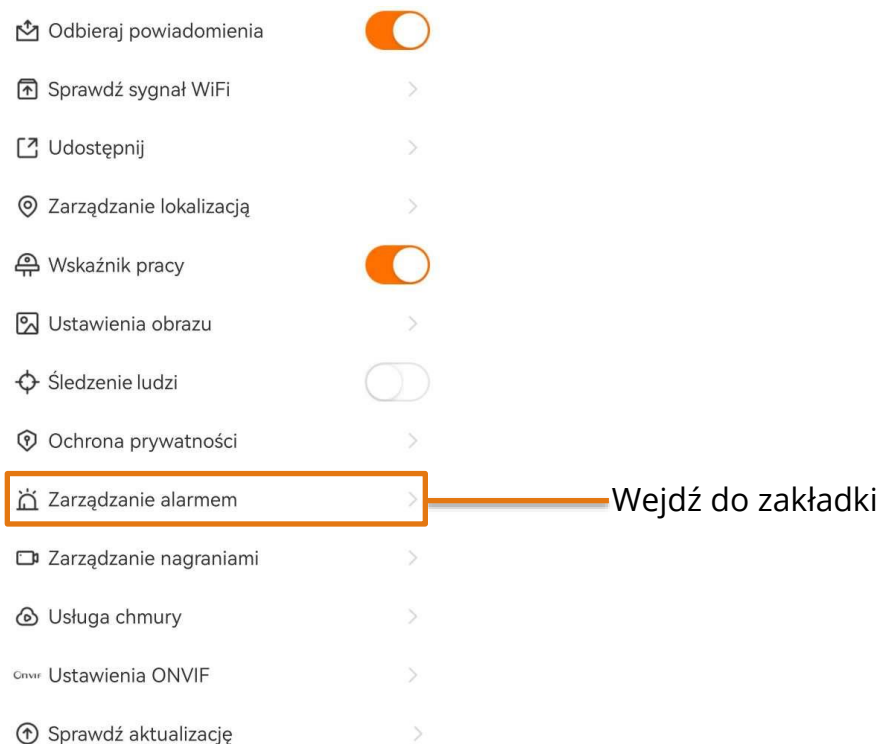 Odbieraj powiadomienia
Sprawdź sygnał WiFi
Udostępnij
Zarządzanie lokalizacją
Wskaźnik pracy
Ustawienia obrazu
Śledzenie ludzi
Ochrona prywatności
Zarządzanie alarmem
Wejdź do zakładki
Zarządzanie nagraniami
Usługa chmury
Onvif Ustawienia ONVIF
Sprawdź aktualizację